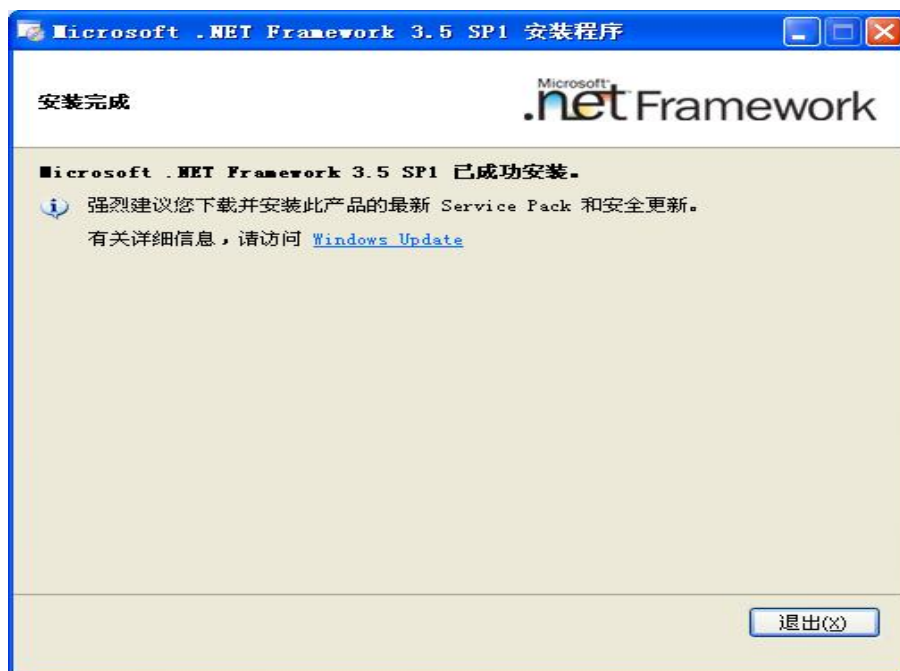 Microsoft .NET Framework 3.5 SP1 安装程序
安装完成
Microsoft
.net Framework
Microsoft .NET Framework 3.5 SP1 已成功安装。
强烈建议您下载并安装此产品的最新 Service Pack 和安全更新。
有关详细信息，请访问 Windows Update
退出(X)